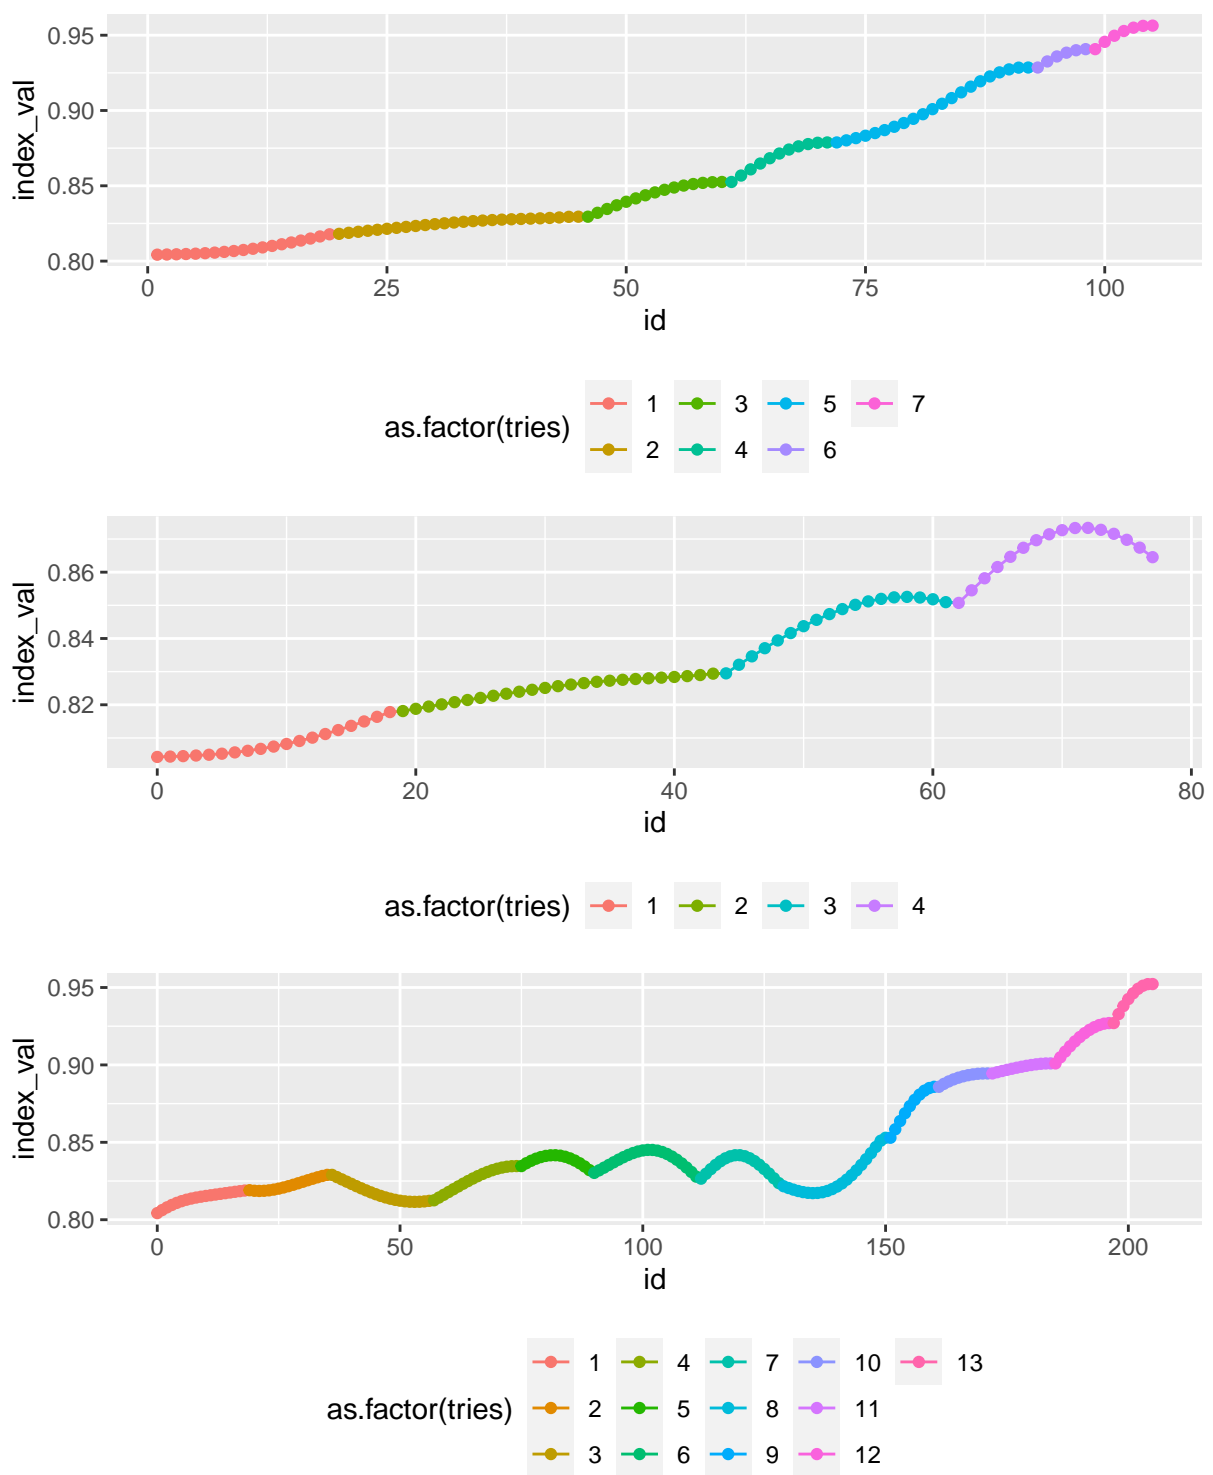 0.95
0.90
0.85
0.80
index_val
0 25 50 75 100
id
as.factor(tries) 1 3 5 7
2 4 6
0.86
0.84
0.82
index_val
0 20 40 60 80
id
as.factor(tries) 1 2 3 4
0.95
0.90
0.85
0.80
index_val
0 50 100 150 200
id
1 4 7 10 13
as.factor(tries) 2 5 8 11
3 6 9 12